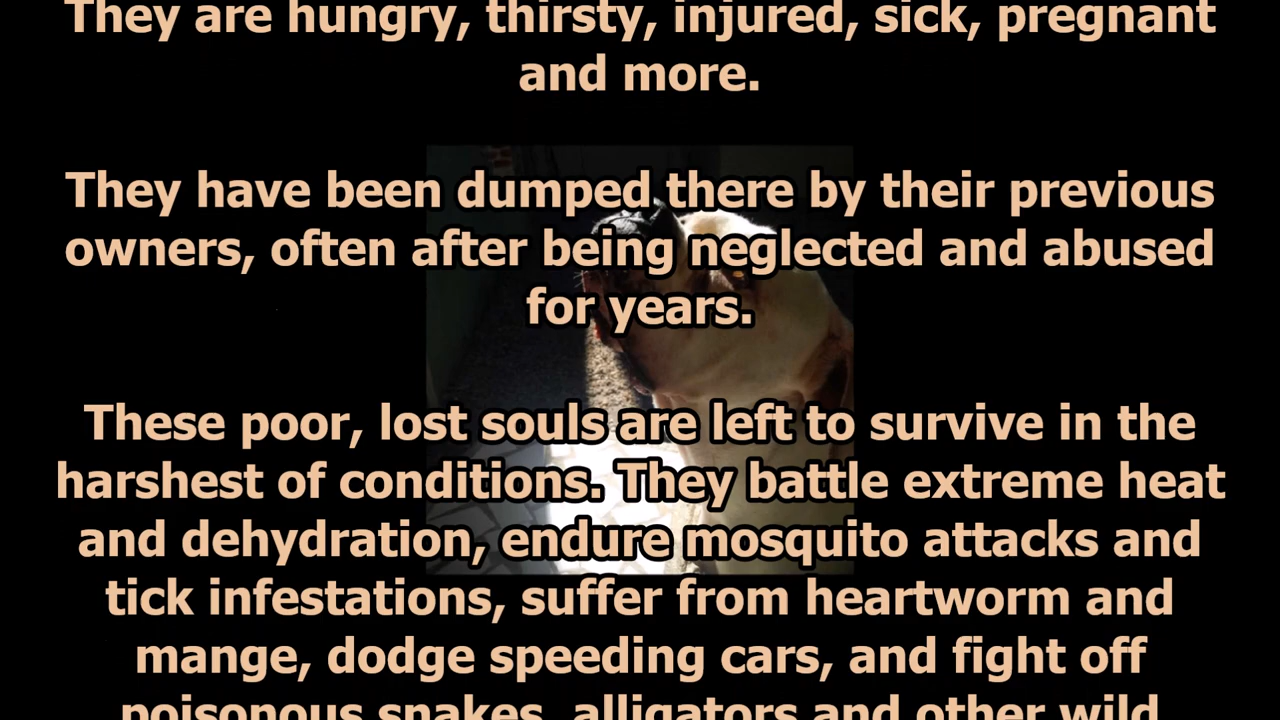 They are hungry, thirsty, injured, sick, pregnant
and more.
They have been dumped there by their previous
owners, often after being neglected and abused
for years.
These poor, lost souls are left to survive in the
harshest of conditions. They battle extreme heat
and dehydration, endure mosquito attacks and
tick infestations, suffer from heartworm and
mange, dodge speeding cars, and fight off
poisonous snakes, alligators and other wild